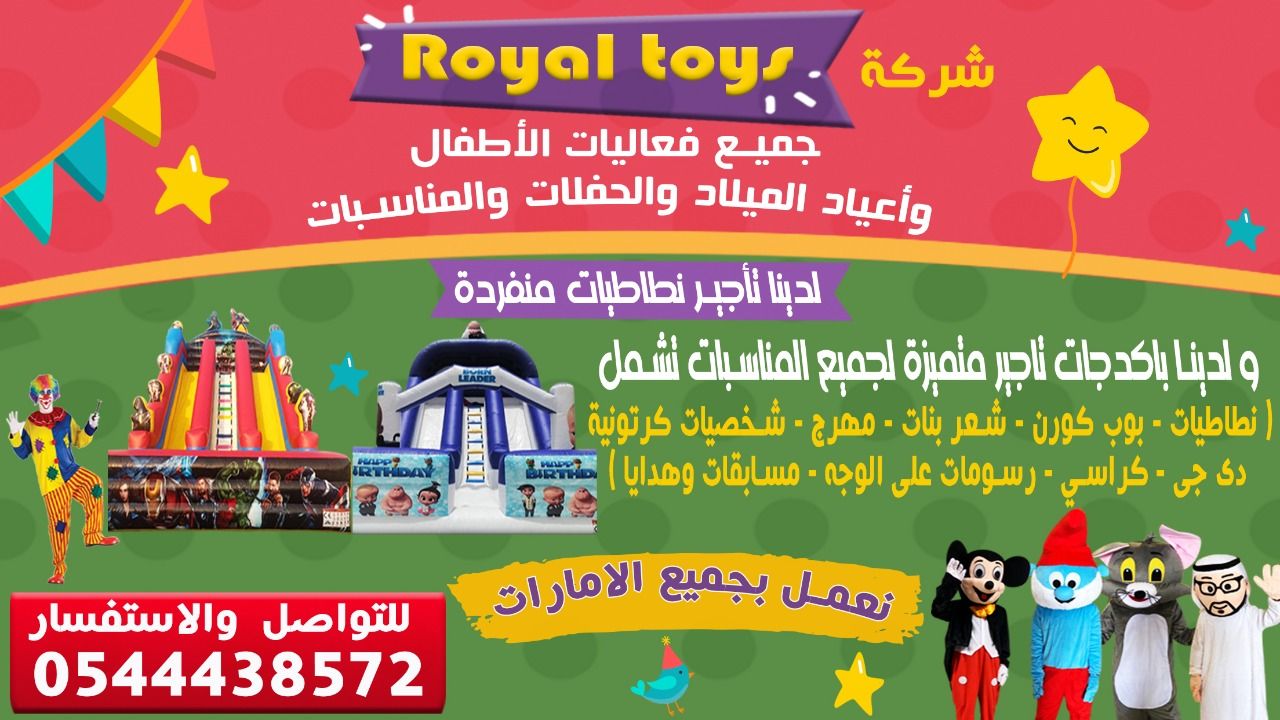 شركة Royal toys
جميع فعاليات الأطفال
وأعياد الميلاد والحفلات والمناسبات
لدينا تأجير نطاطيات منفردة
و لدينا باكدجات تاجير متميزة لجميع المناسبات تشمل
( نطاطيات - بوب كورن - شعر بنات - مهرج - شخصيات كرتونية
دى جى - كراسي - رسومات على الوجه - مسابقات وهدايا )
BORN
LEADER
HAPPY
BIRTHDAY
HAPPY
BIRTHDAY
نعمل بجميع الامارات
للتواصل والاستفسار
0544438572